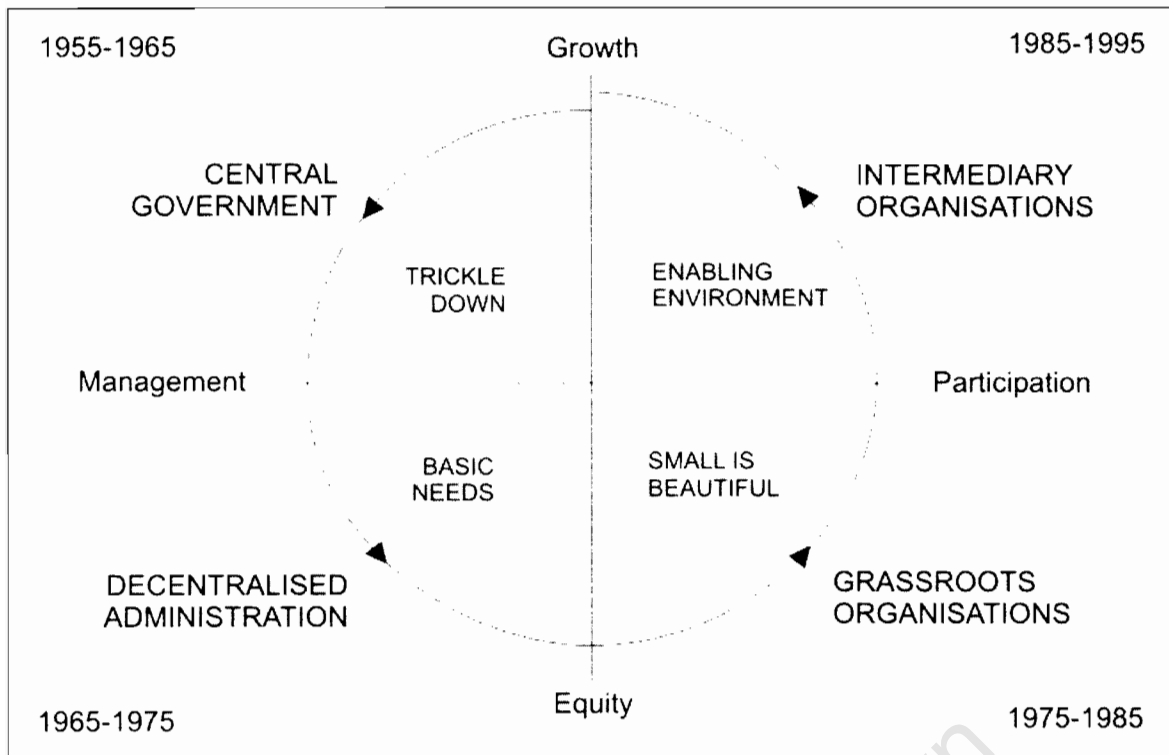 1955-1965
Growth
1985-1995
CENTRAL
GOVERNMENT
INTERMEDIARY
ORGANISATIONS
TRICKLE
DOWN
ENABLING
ENVIRONMENT
Management
Participation
BASIC
NEEDS
SMALL IS
BEAUTIFUL
DECENTRALISED
ADMINISTRATION
GRASSROOTS
ORGANISATIONS
Equity
1965-1975
1975-1985